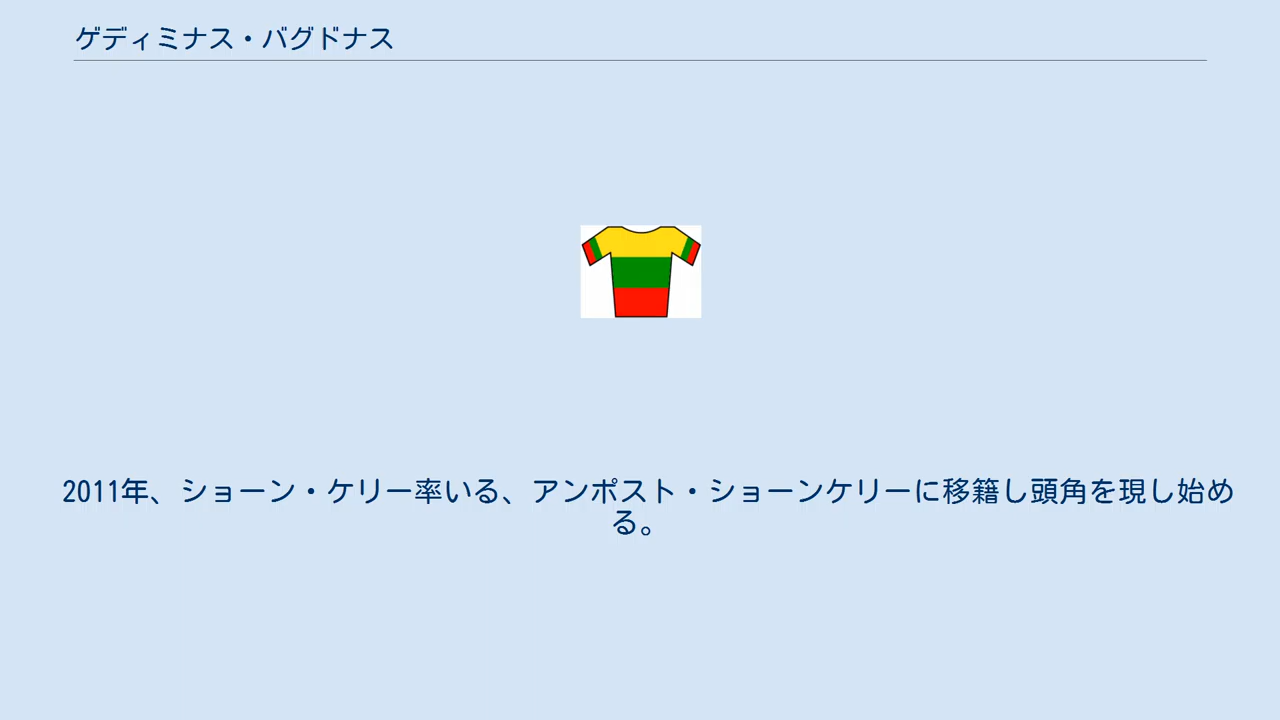 ゲディミナス・バグドナス
2011年、ショーン・ケリー率いる、アンポスト・ショーンケリーに移籍し頭角を現し始め
る。